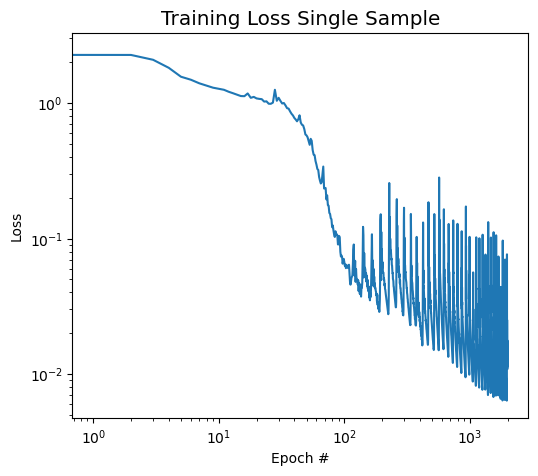 Training Loss Single Sample
Loss
10⁰
10⁻¹
10⁻²
10⁰ 10¹ 10² 10³
Epoch #